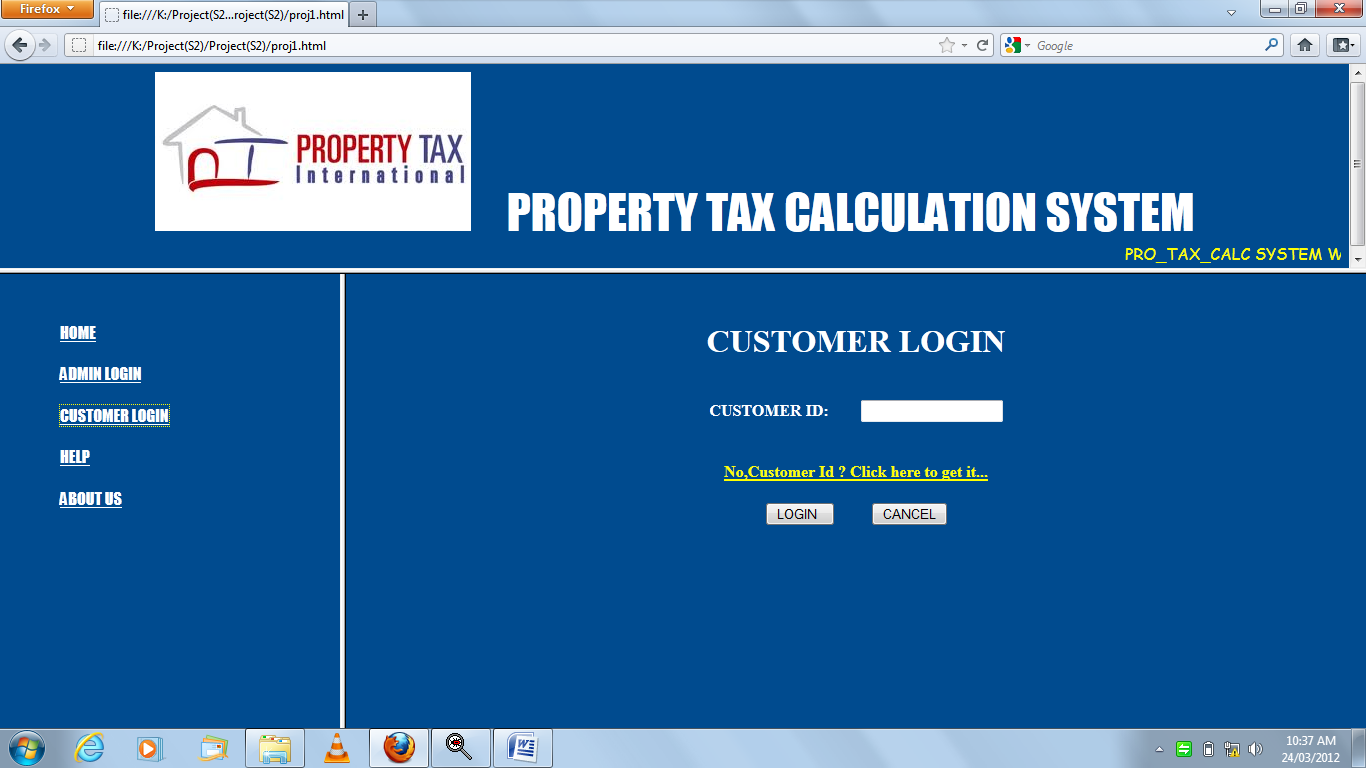 Firefox
file:///K:/Project(S2...roject(S2)/proj1.html
file:///K:/Project(S2)/Project(S2)/proj1.html
Google
PROPERTY TAX
International
PROPERTY TAX CALCULATION SYSTEM
PRO_TAX_CALC SYSTEM W
HOME
ADMIN LOGIN
CUSTOMER LOGIN
HELP
ABOUT US
CUSTOMER LOGIN
CUSTOMER ID:
No,Customer Id ? Click here to get it...
LOGIN CANCEL
10:37 AM
24/03/2012